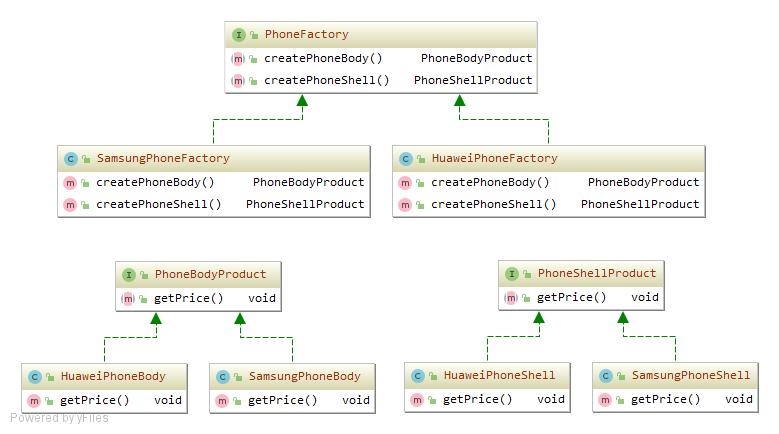 I PhoneFactory
m createPhoneBody() PhoneBodyProduct
m createPhoneShell() PhoneShellProduct
C SamsungPhoneFactory C HuaweiPhoneFactory
m createPhoneBody() PhoneBodyProduct m createPhoneBody() PhoneBodyProduct
m createPhoneShell() PhoneShellProduct m createPhoneShell() PhoneShellProduct
I PhoneBodyProduct I PhoneShellProduct
m getPrice() void m getPrice() void
C HuaweiPhoneBody C SamsungPhoneBody C HuaweiPhoneShell C SamsungPhoneShell
m getPrice() void m getPrice() void m getPrice() void m getPrice() void
Powered by yFiles